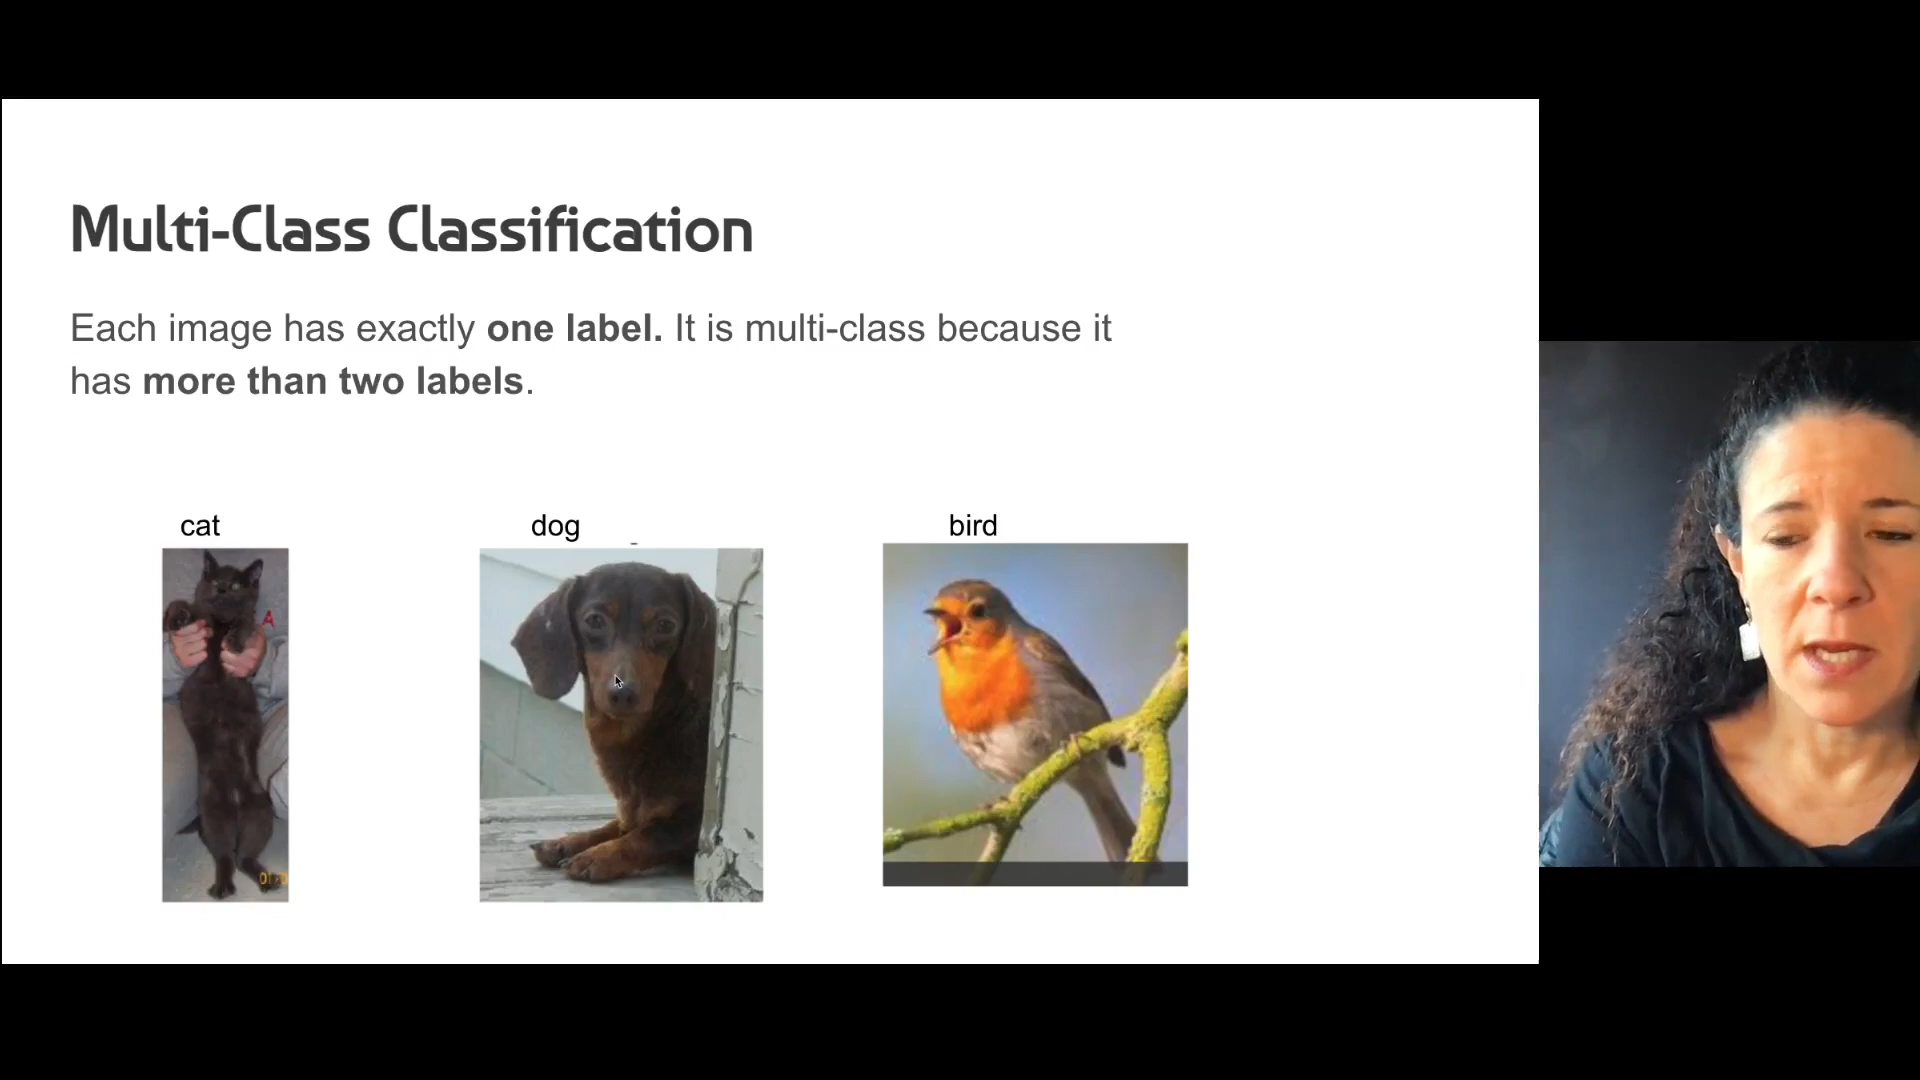 Multi-Class Classification
Each image has exactly one label. It is multi-class because it
has more than two labels.
cat
dog
bird
A